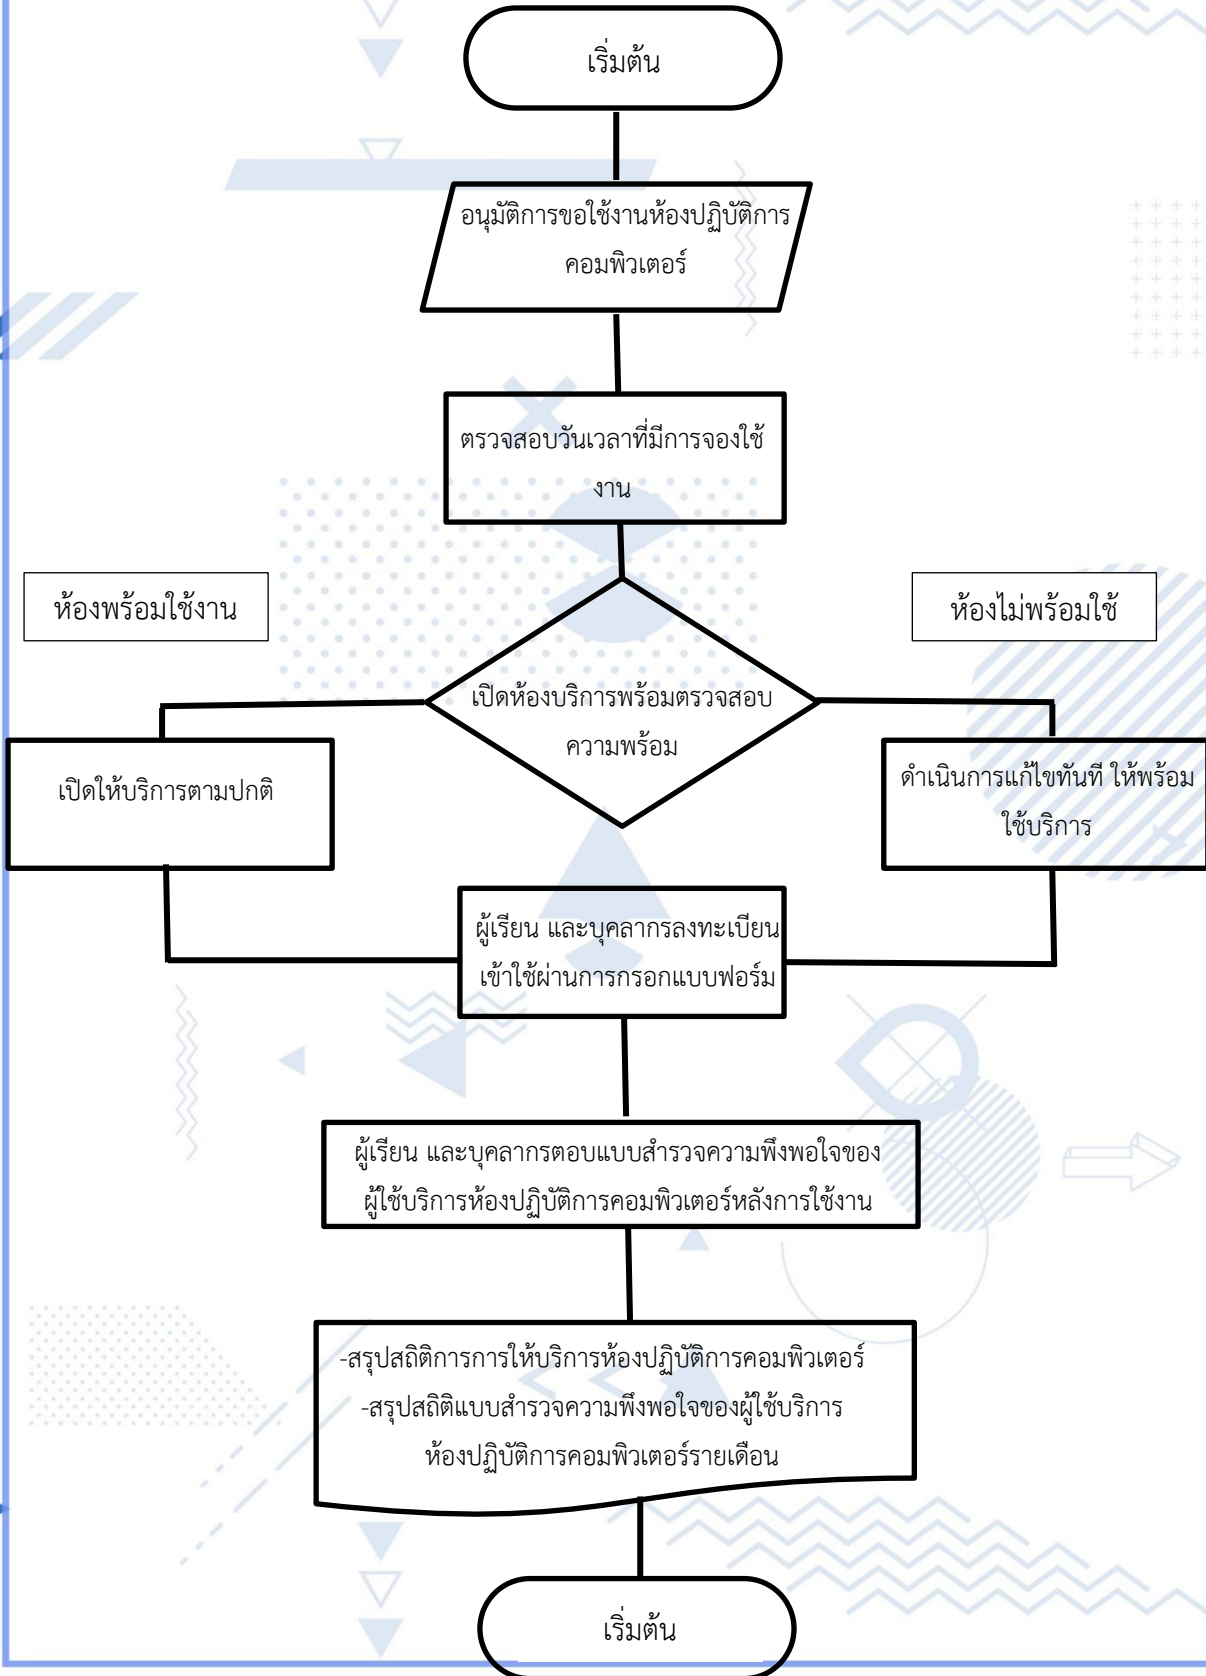 เริ่มต้น
อนุมัติการขอใช้งานห้องปฏิบัติการ
คอมพิวเตอร์
ตรวจสอบวันเวลาที่มีการจองใช้
งาน
ห้องพร้อมใช้งาน
ห้องไม่พร้อมใช้
เปิดห้องบริการพร้อมตรวจสอบ
ความพร้อม
เปิดให้บริการตามปกติ
ดำเนินการแก้ไขทันที ให้พร้อม
ใช้บริการ
ผู้เรียน และบุคลากรลงทะเบียน
เข้าใช้ผ่านการกรอกแบบฟอร์ม
ผู้เรียน และบุคลากรตอบแบบสำรวจความพึงพอใจของ
ผู้ใช้บริการห้องปฏิบัติการคอมพิวเตอร์หลังการใช้งาน
-สรุปสถิติการการให้บริการห้องปฏิบัติการคอมพิวเตอร์
-สรุปสถิติแบบสำรวจความพึงพอใจของผู้ใช้บริการ
ห้องปฏิบัติการคอมพิวเตอร์รายเดือน
เริ่มต้น